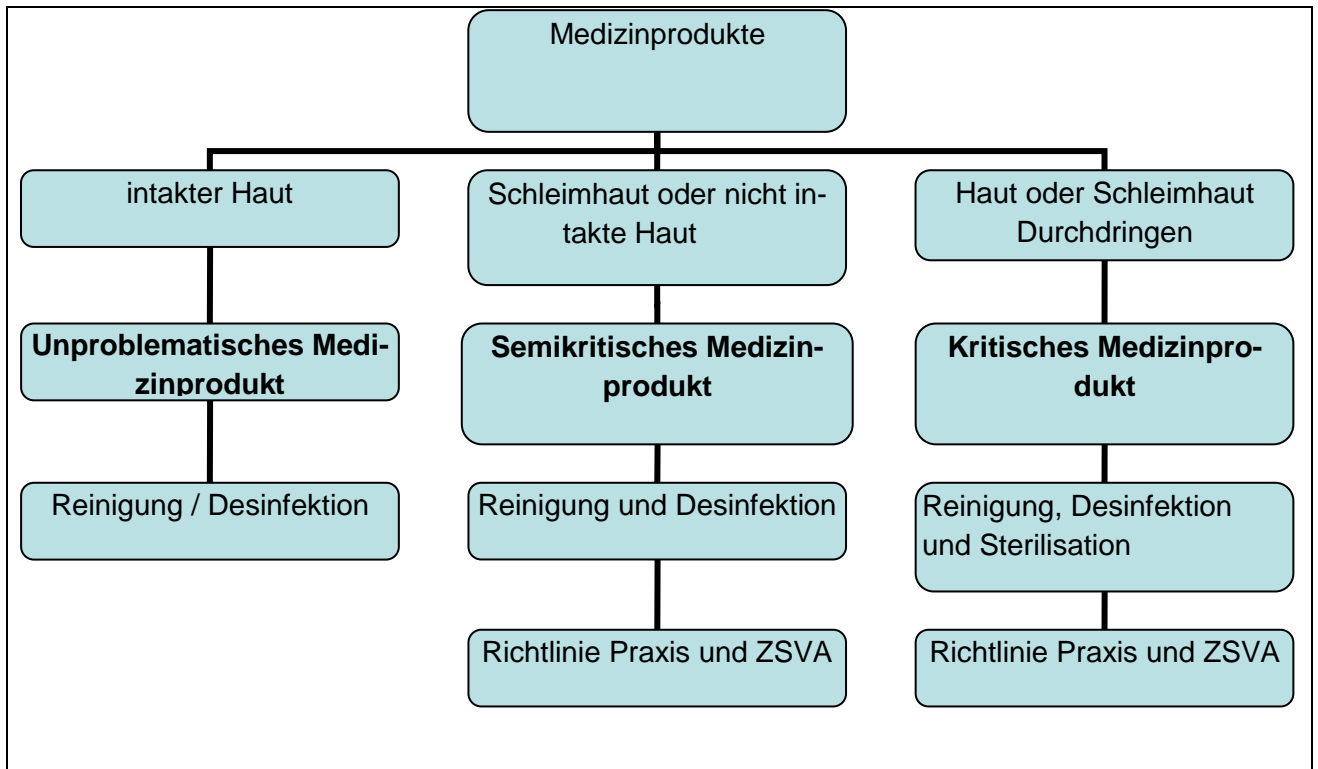 Medizinprodukte
intakter Haut
Schleimhaut oder nicht in-
takte Haut
Haut oder Schleimhaut
Durchdringen
Unproblematisches Medi-
zinprodukt
Semikritisches Medizin-
produkt
Kritisches Medizinpro-
dukt
Reinigung / Desinfektion
Reinigung und Desinfektion
Reinigung, Desinfektion
und Sterilisation
Richtlinie Praxis und ZSVA
Richtlinie Praxis und ZSVA